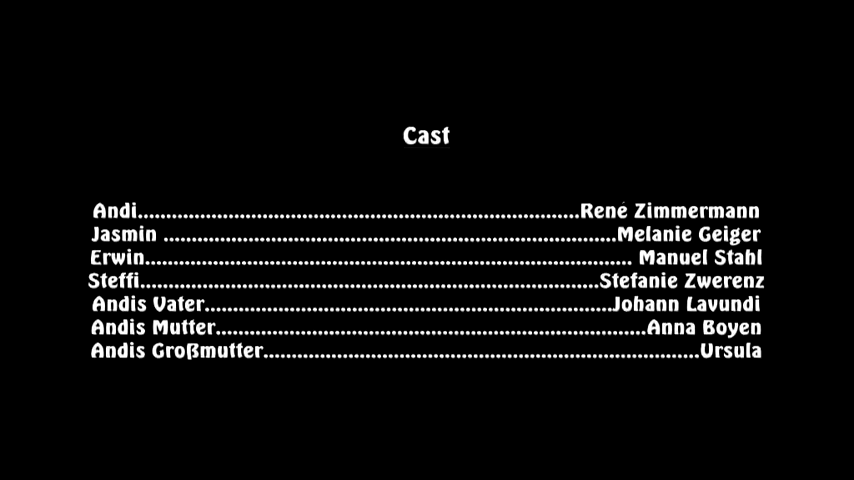 Cast
Andi.......................................................................René Zimmermann
Jasmin .........................................................................Melanie Geiger
Erwin.............................................................................. Manuel Stahl
Steffi.........................................................................Stefanie Zwerenz
Andis Vater.................................................................Johann Lavundi
Andis Mutter.....................................................................Anna Boyen
Andis Großmutter......................................................................Ursula